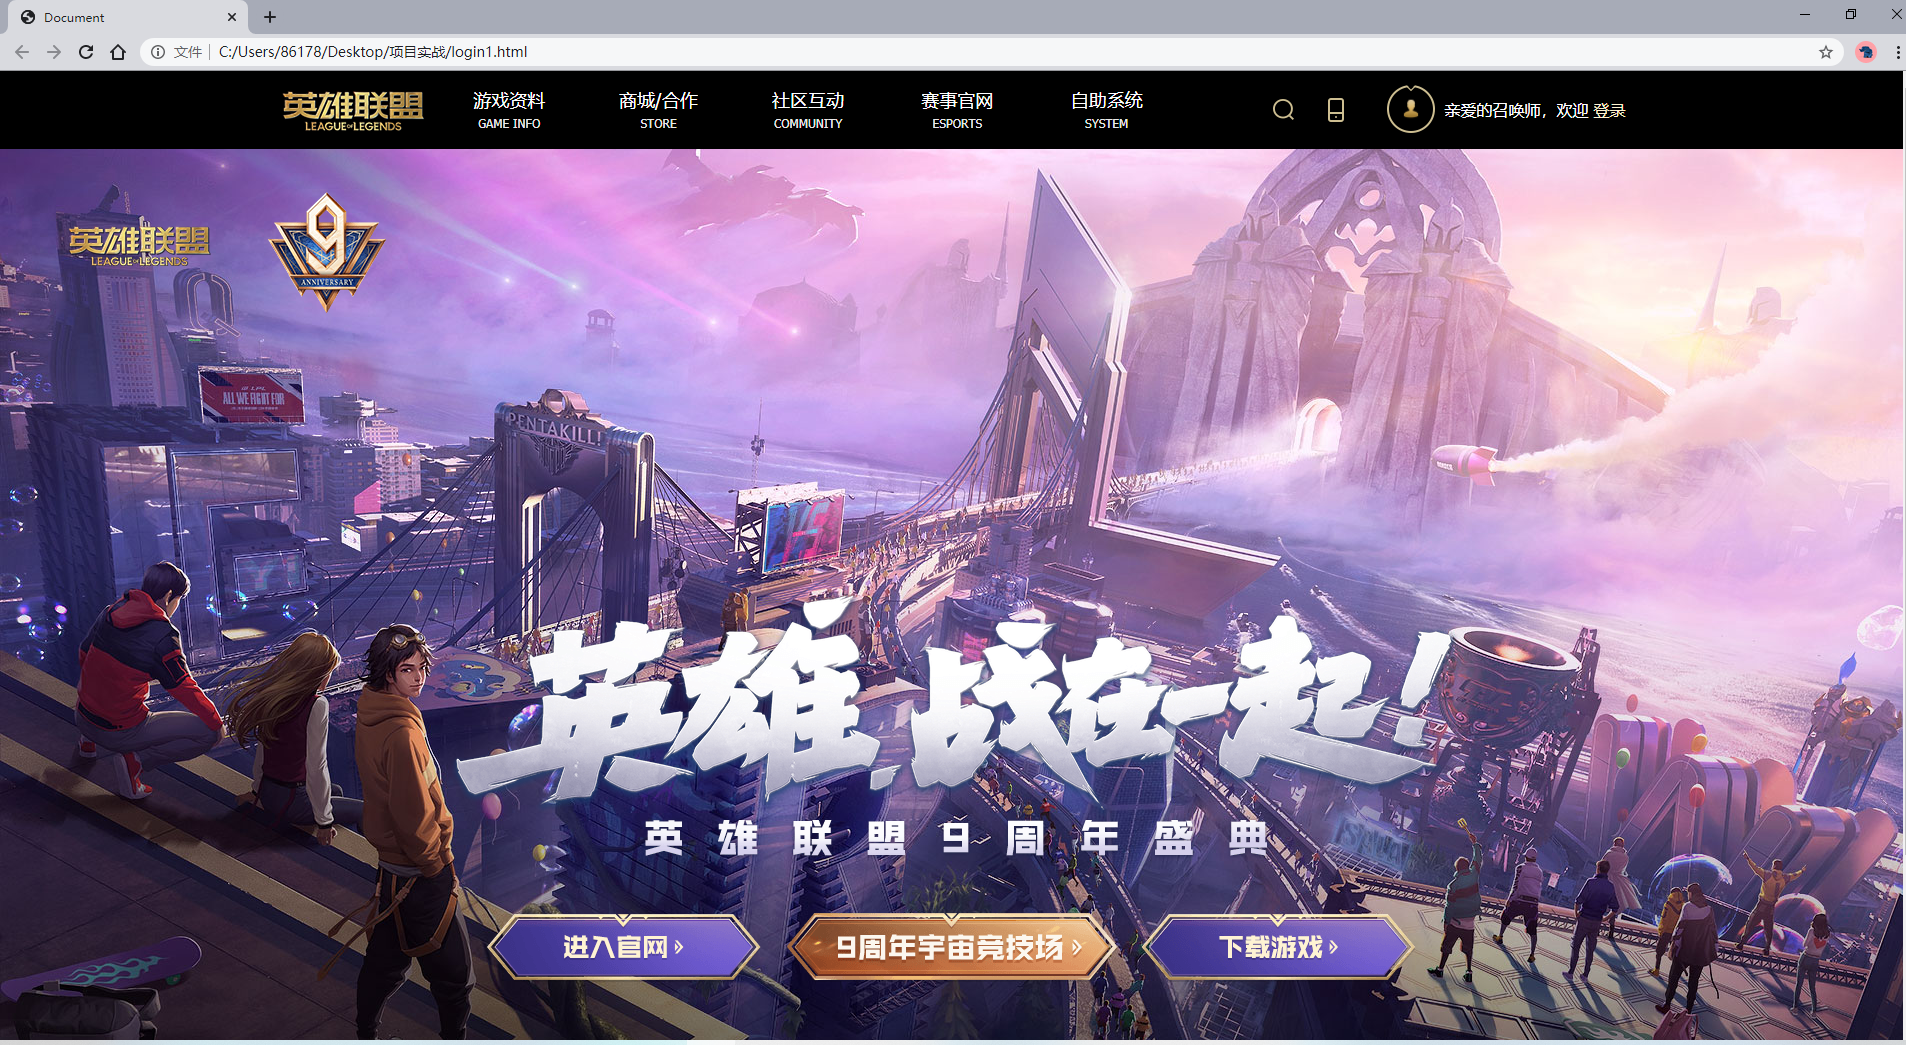 Document
文件 C:/Users/86178/Desktop/项目实战/login1.html
英雄联盟
LEAGUE OF LEGENDS
游戏资料 商城/合作 社区互动 赛事官网 自助系统
GAME INFO STORE COMMUNITY ESPORTS SYSTEM
亲爱的召唤师，欢迎 登录
英雄联盟
LEAGUE OF LEGENDS
9
ANNIVERSARY
LPL
ALL WE FIGHT FOR
PENTAKILL!
英雄,战在一起!
英雄联盟9周年盛典
进入官网
9周年宇宙竞技场
下载游戏